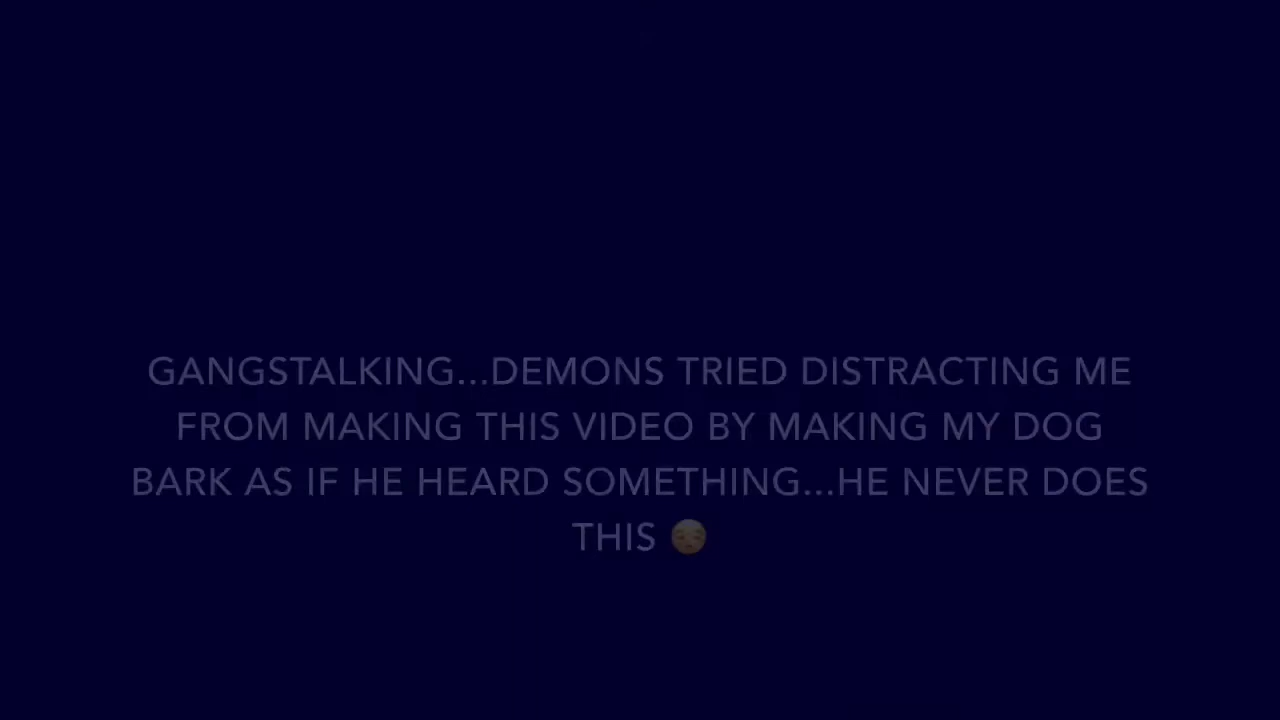 GANGSTALKING...DEMONS TRIED DISTRACTING ME
FROM MAKING THIS VIDEO BY MAKING MY DOG
BARK AS IF HE HEARD SOMETHING...HE NEVER DOES
THIS 😔